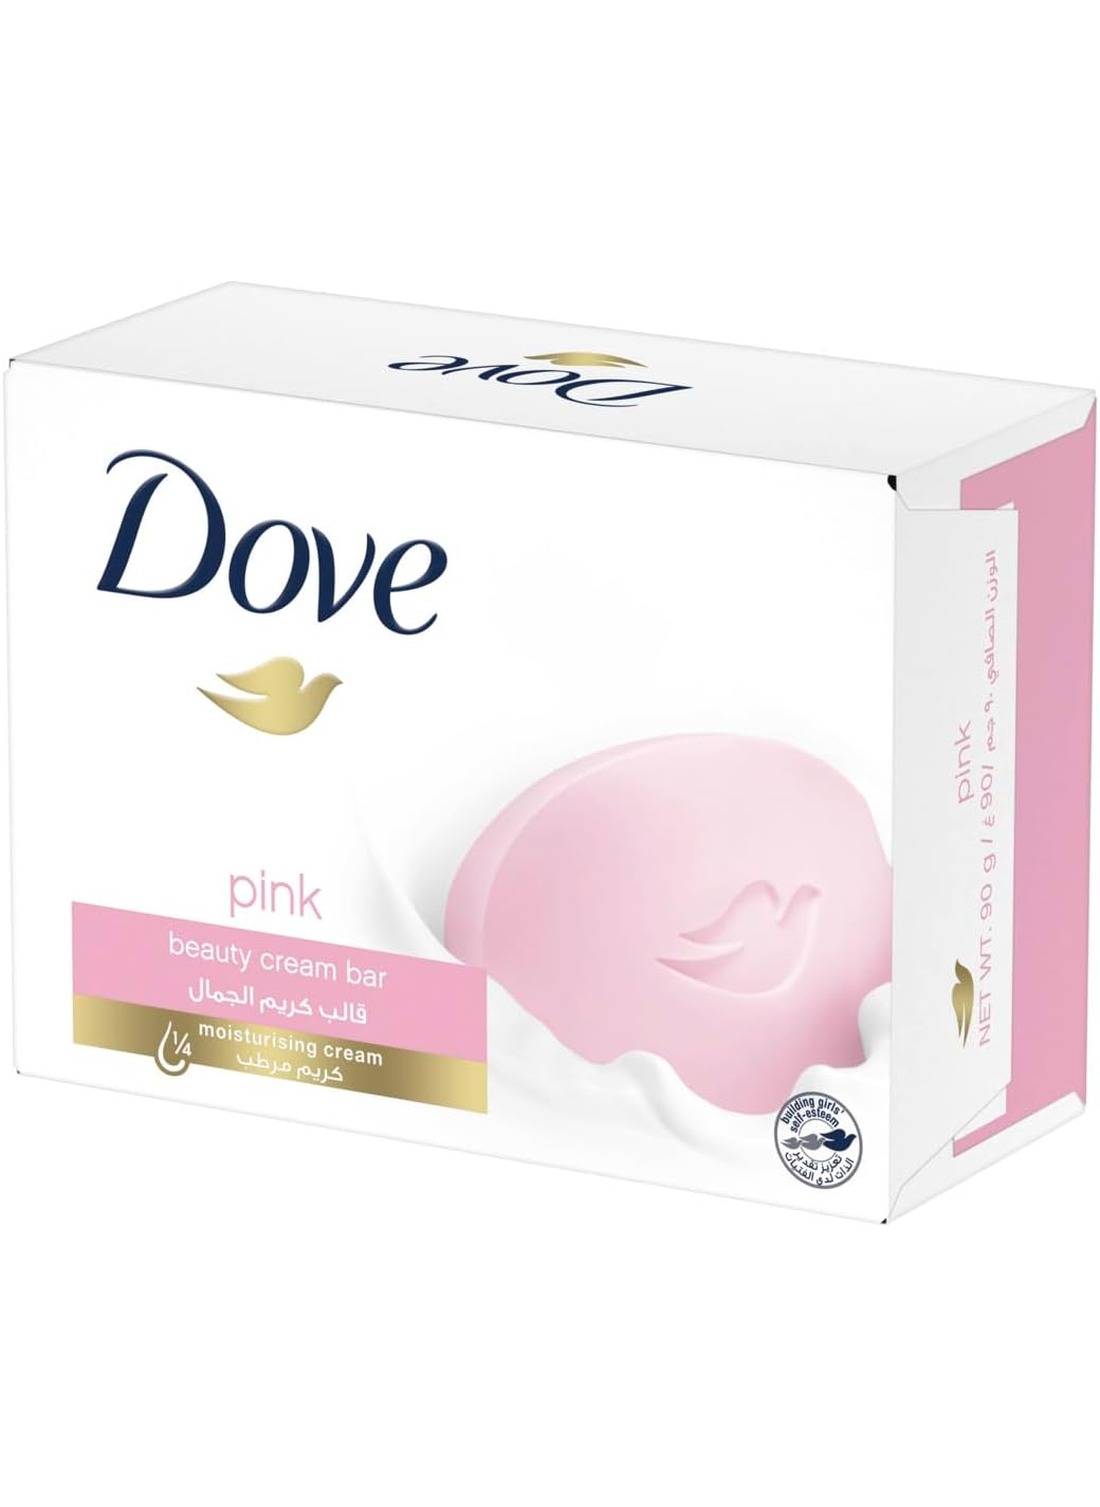 Dove
Dove
pink
beauty cream bar
قالب كريم الجمال
1/4 moisturising cream
كريم مرطب
building girls'
self-esteem
تعزيز تقدير
الذات لدى الفتيات
pink
NET WT. 90 g / 90 غ / الوزن الصافي ٩٠ جم